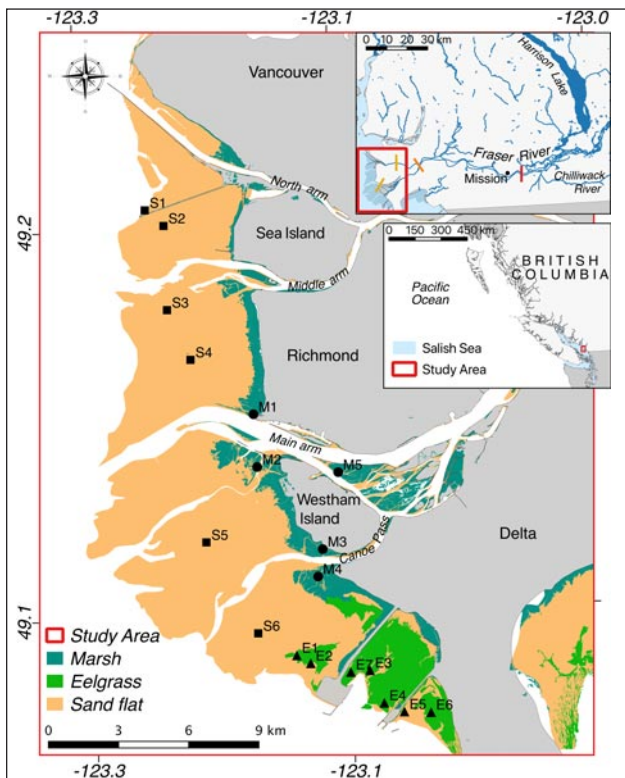 -123.3
-123.1
-123.0
0 10 20 30 km
Harrison
Lake
Vancouver
Fraser River
Mission
Chilliwack
River
North arm
S1
S2
49.2
Sea Island
0 150 300 450 km
BRITISH
COLUMBIA
Middle arm
Pacific
Ocean
S3
Salish Sea
Study Area
S4
Richmond
M1
Main arm
M2
M5
Westham
Island
S5
Delta
M3
Canoe Pass
M4
49.1
S6
Study Area
Marsh
Eelgrass
Sand flat
E1
E2
E7
E3
E4
E5
E6
0 3 6 9 km
-123.3
-123.1
-123.0